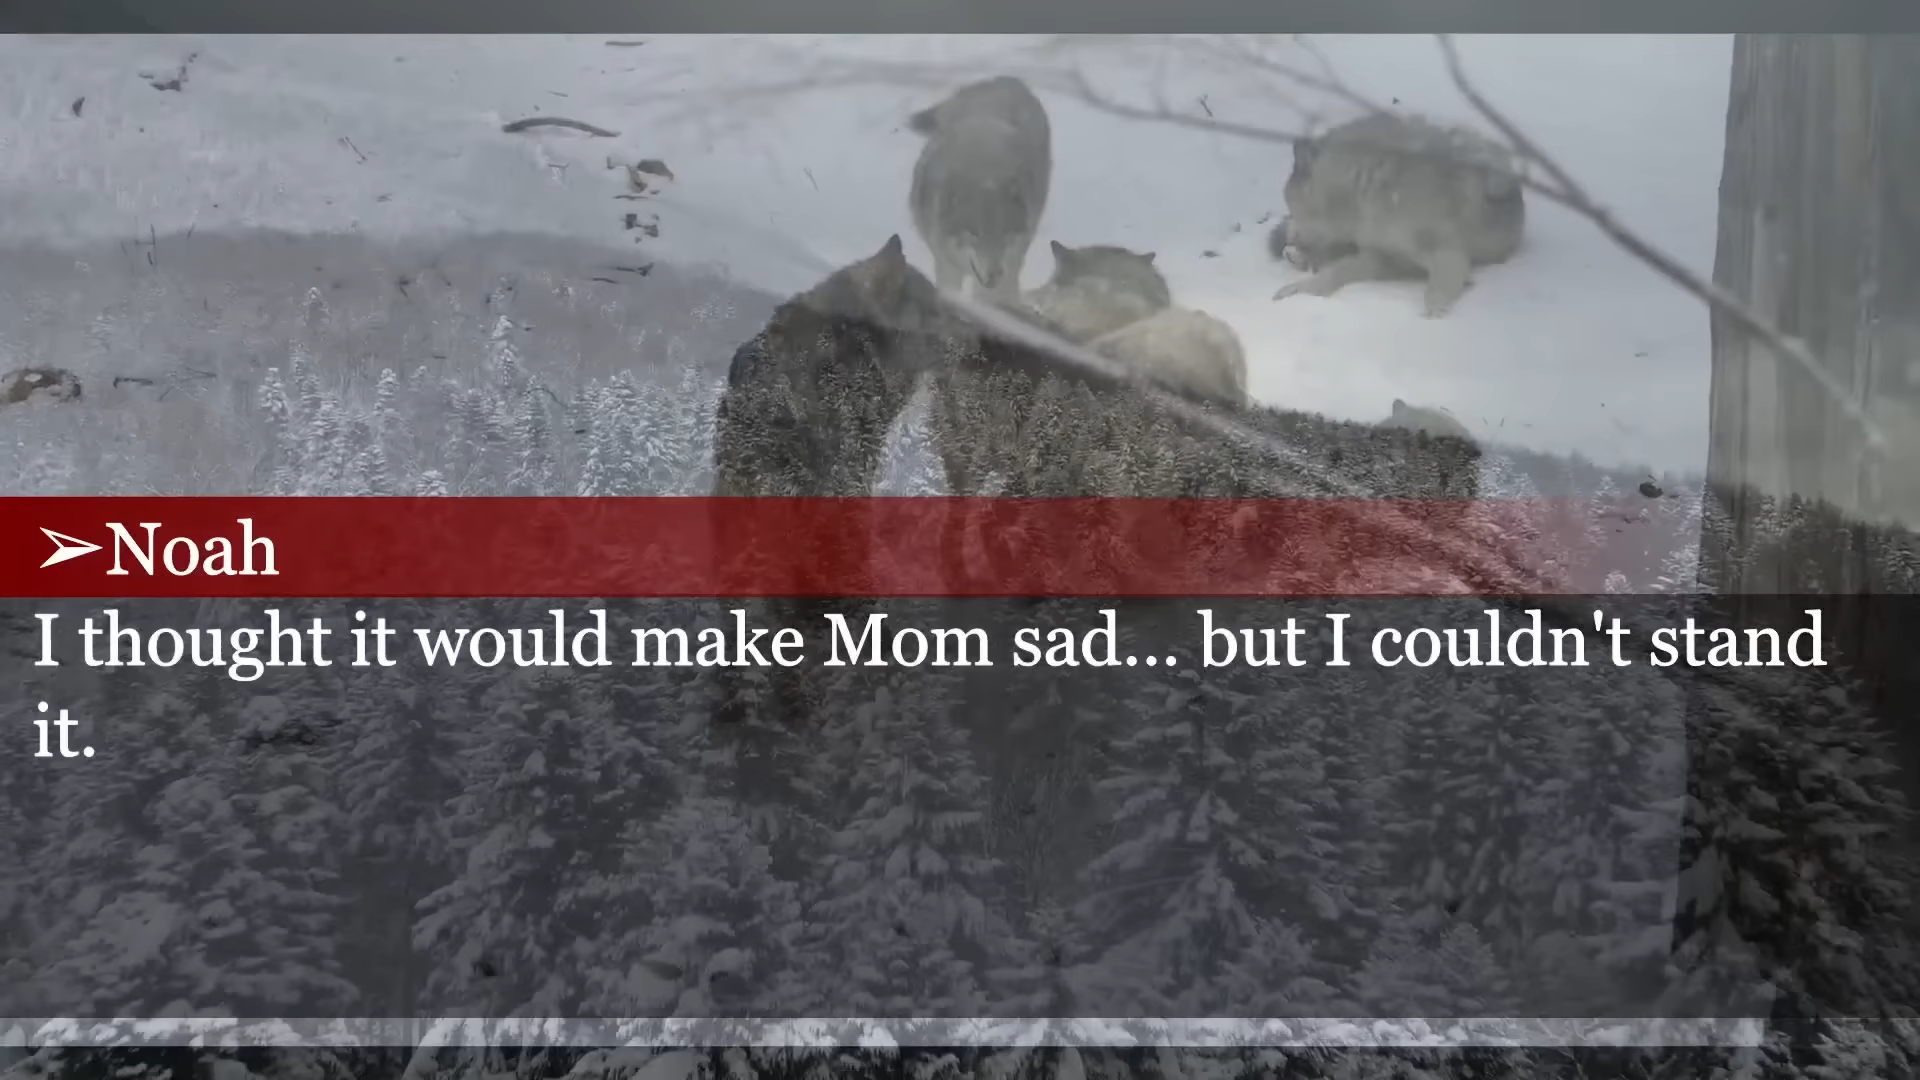 ➢Noah
I thought it would make Mom sad... but I couldn't stand
it.